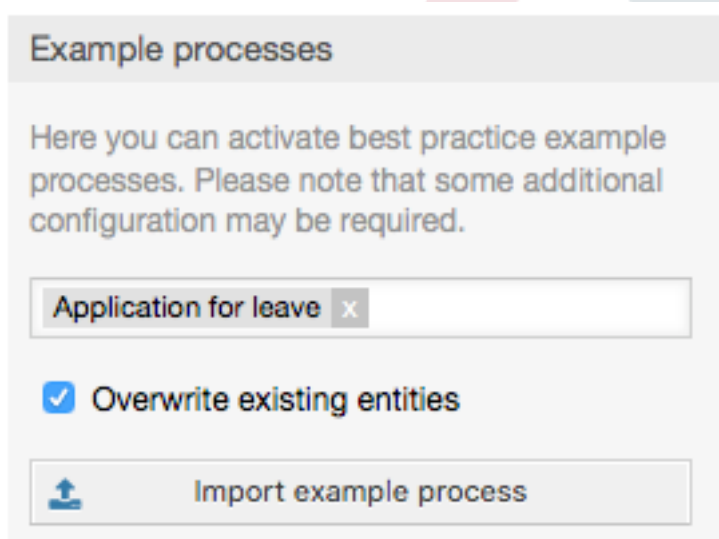 Example processes
Here you can activate best practice example
processes. Please note that some additional
configuration may be required.
Application for leave x
Overwrite existing entities
Import example process